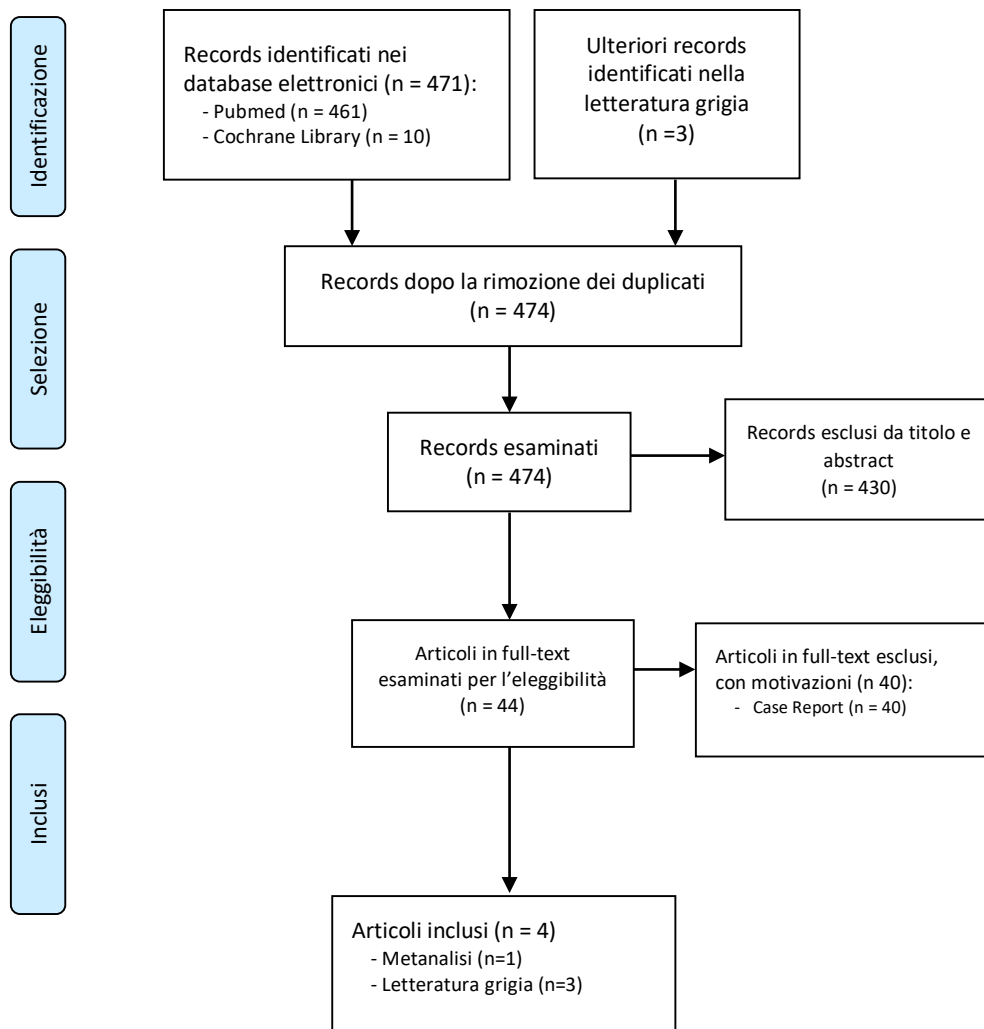 Identificazione
Records identificati nei
database elettronici (n = 471):
- Pubmed (n = 461)
- Cochrane Library (n = 10)
Ulteriori records
identificati nella
letteratura grigia
(n =3)
Selezione
Records dopo la rimozione dei duplicati
(n = 474)
Records esaminati
(n = 474)
Records esclusi da titolo e
abstract
(n = 430)
Eleggibilità
Articoli in full-text
esaminati per l’eleggibilità
(n = 44)
Articoli in full-text esclusi,
con motivazioni (n 40):
- Case Report (n = 40)
Inclusi
Articoli inclusi (n = 4)
- Metanalisi (n=1)
- Letteratura grigia (n=3)